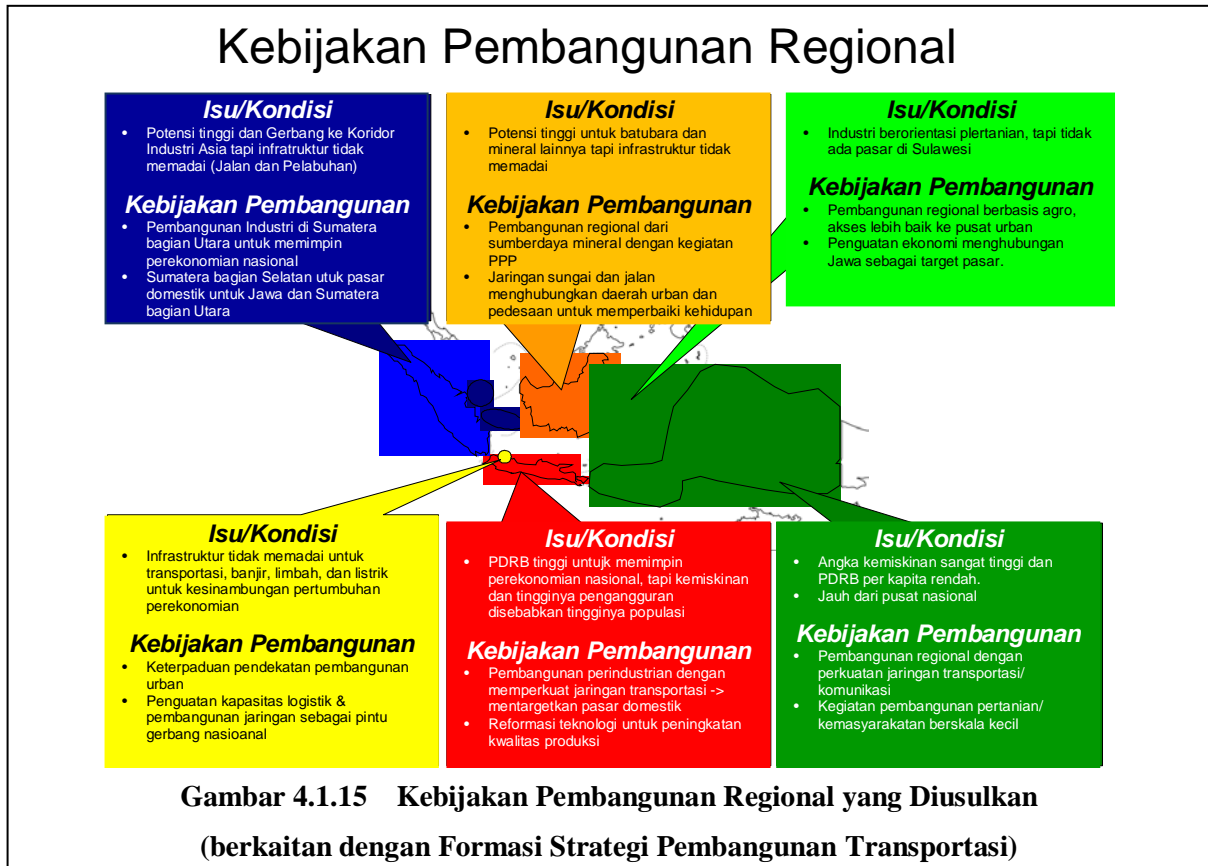 Kebijakan Pembangunan Regional
Isu/Kondisi
• Potensi tinggi dan Gerbang ke Koridor
Industri Asia tapi infratruktur tidak
memadai (Jalan dan Pelabuhan)
Kebijakan Pembangunan
• Pembangunan Industri di Sumatera
bagian Utara untuk memimpin
perekonomian nasional
• Sumatera bagian Selatan utuk pasar
domestik untuk Jawa dan Sumatera
bagian Utara
Isu/Kondisi
• Potensi tinggi untuk batubara dan
mineral lainnya tapi infrastruktur tidak
memadai
Kebijakan Pembangunan
• Pembangunan regional dari
sumberdaya mineral dengan kegiatan
PPP
• Jaringan sungai dan jalan
menghubungkan daerah urban dan
pedesaan untuk memperbaiki kehidupan
Isu/Kondisi
• Industri berorientasi plertanian, tapi tidak
ada pasar di Sulawesi
Kebijakan Pembangunan
• Pembangunan regional berbasis agro,
akses lebih baik ke pusat urban
• Penguatan ekonomi menghubungan
Jawa sebagai target pasar.
Isu/Kondisi
• Infrastruktur tidak memadai untuk
transportasi, banjir, limbah, dan listrik
untuk kesinambungan pertumbuhan
perekonomian
Kebijakan Pembangunan
• Keterpaduan pendekatan pembangunan
urban
• Penguatan kapasitas logistik &
pembangunan jaringan sebagai pintu
gerbang nasioanal
Isu/Kondisi
• PDRB tinggi untujk memimpin
perekonomian nasional, tapi kemiskinan
dan tingginya pengangguran
disebabkan tingginya populasi
Kebijakan Pembangunan
• Pembangunan perindustrian dengan
memperkuat jaringan transportasi ->
mentargetkan pasar domestik
• Reformasi teknologi untuk peningkatan
kwalitas produksi
Isu/Kondisi
• Angka kemiskinan sangat tinggi dan
PDRB per kapita rendah.
• Jauh dari pusat nasional
Kebijakan Pembangunan
• Pembangunan regional dengan
perkuatan jaringan transportasi/
komunikasi
• Kegiatan pembangunan pertanian/
kemasyarakatan berskala kecil
Gambar 4.1.15 Kebijakan Pembangunan Regional yang Diusulkan
(berkaitan dengan Formasi Strategi Pembangunan Transportasi)